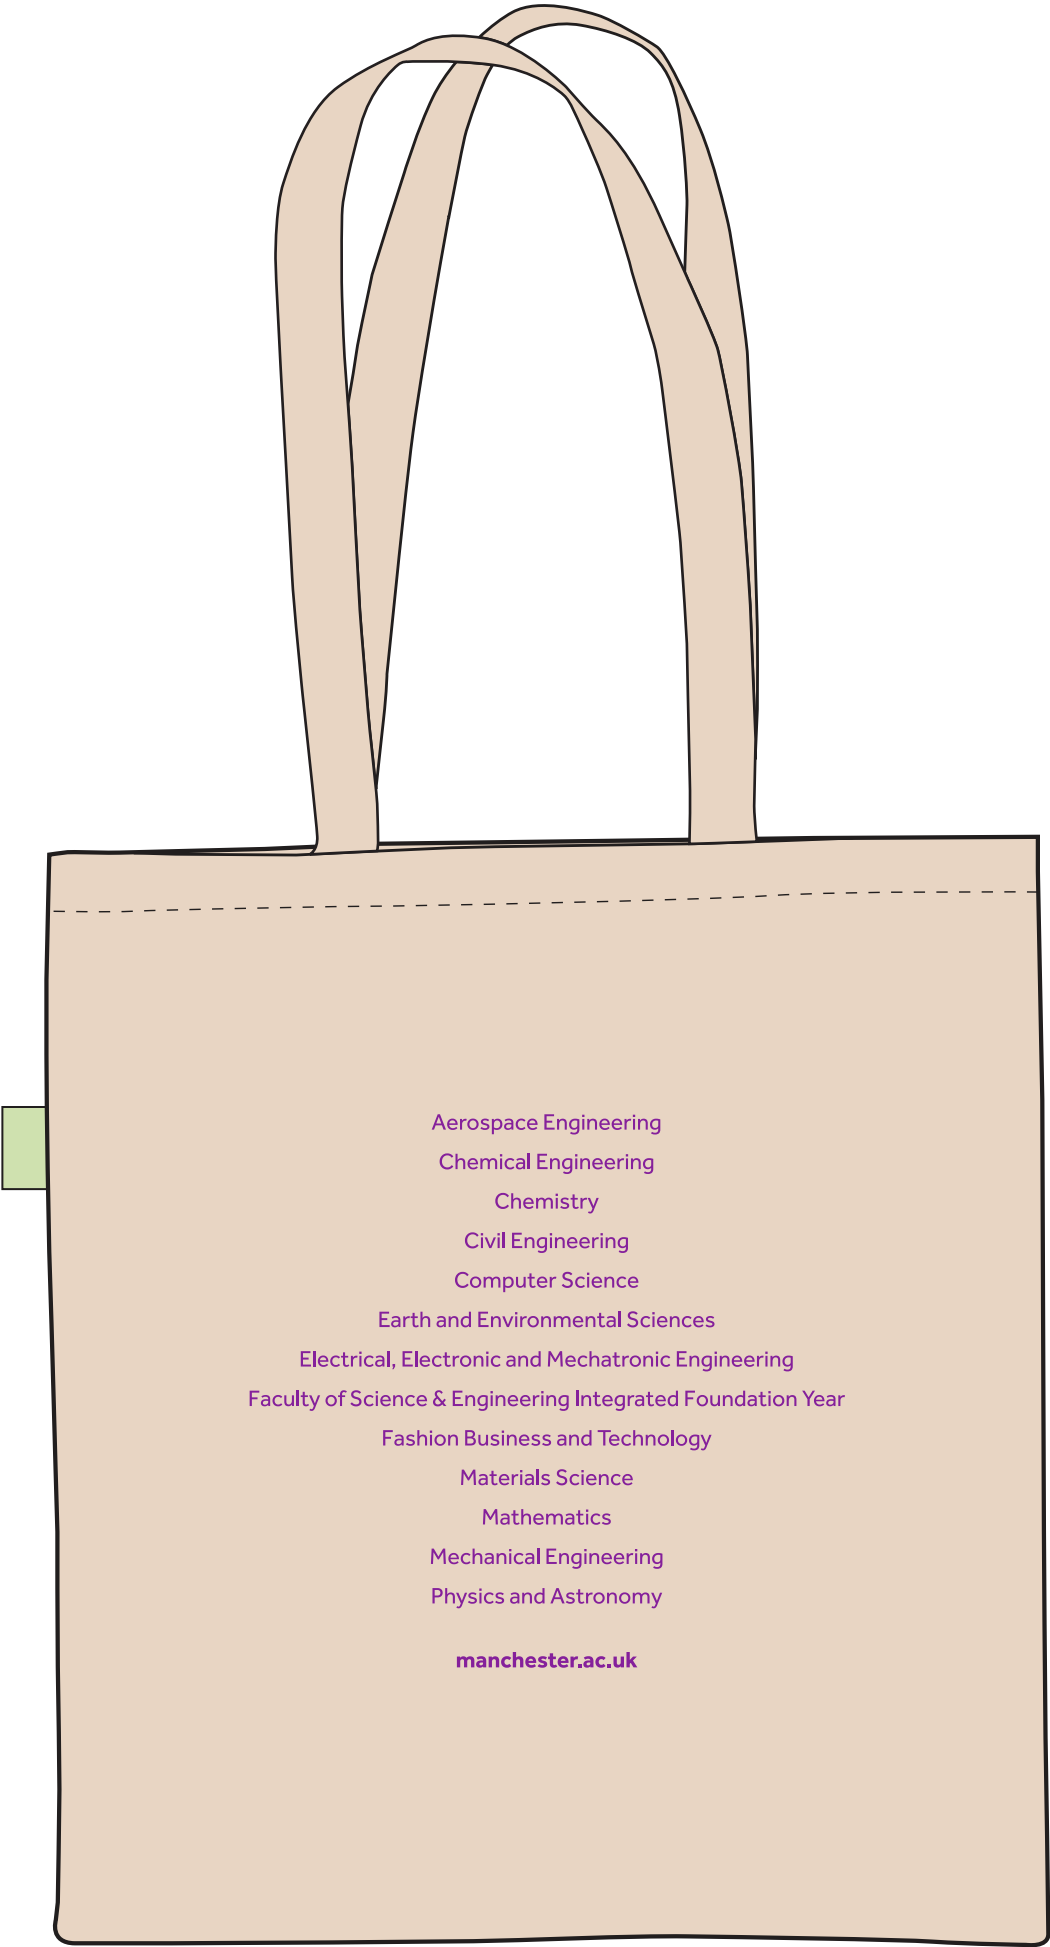 Aerospace Engineering
Chemical Engineering
Chemistry
Civil Engineering
Computer Science
Earth and Environmental Sciences
Electrical, Electronic and Mechatronic Engineering
Faculty of Science & Engineering Integrated Foundation Year
Fashion Business and Technology
Materials Science
Mathematics
Mechanical Engineering
Physics and Astronomy
manchester.ac.uk